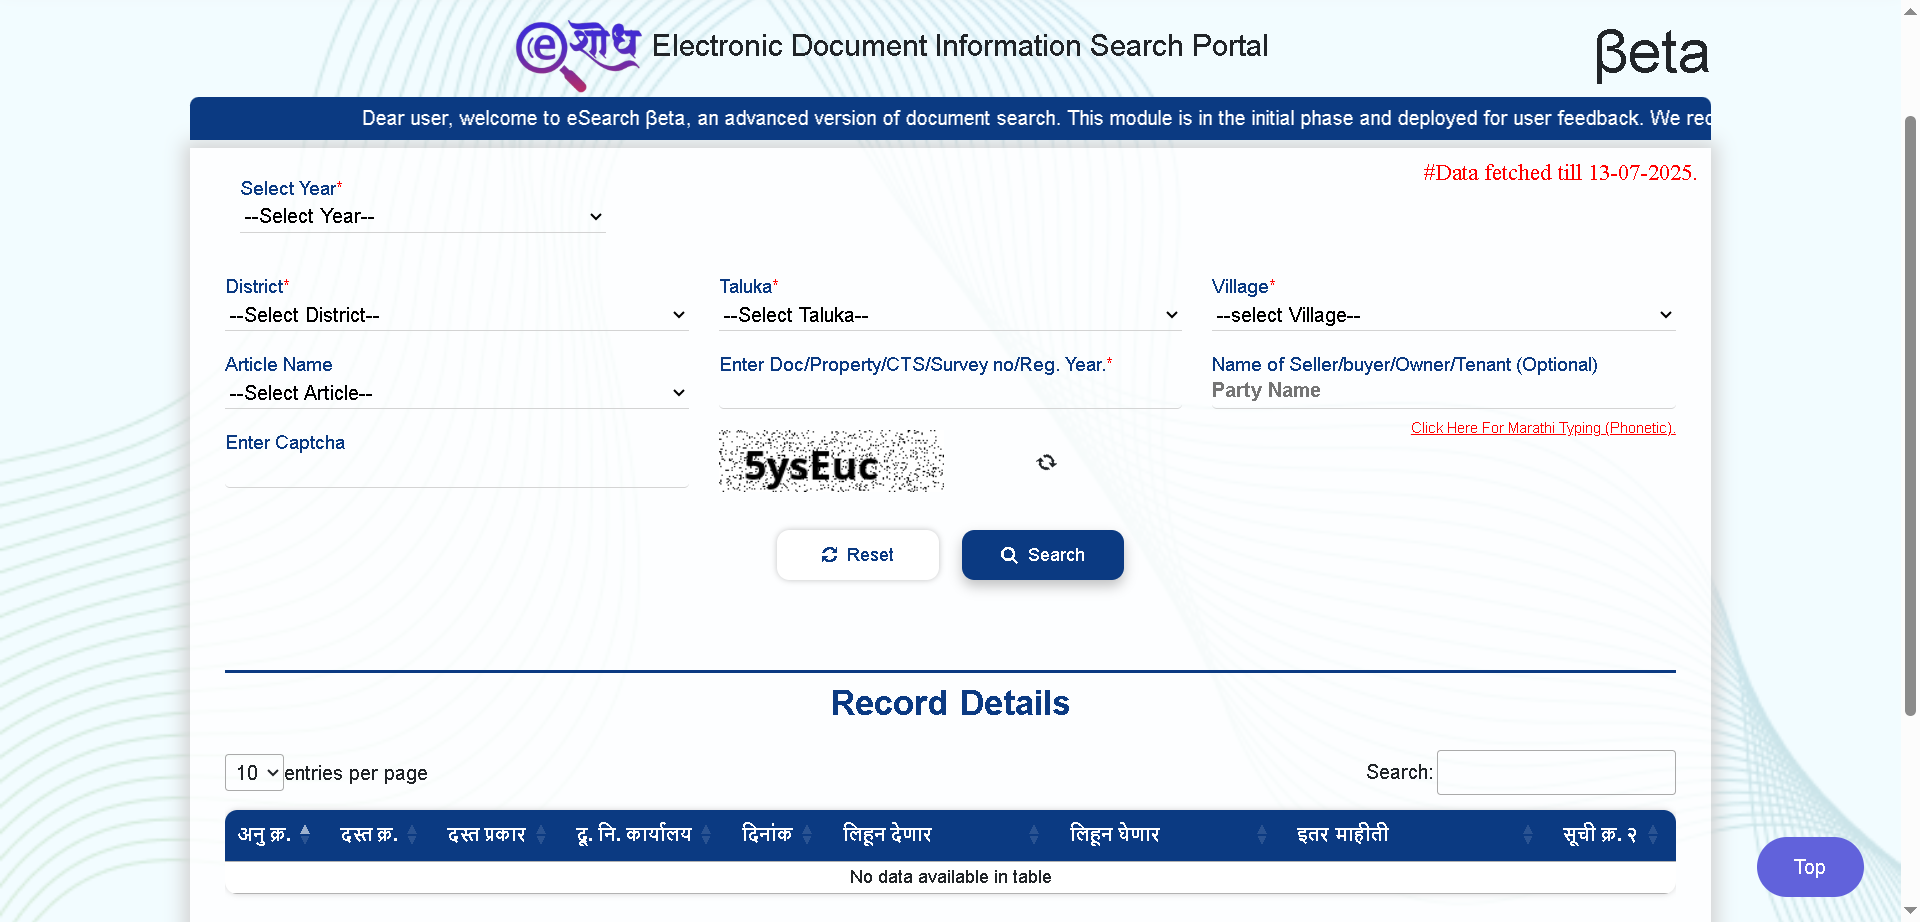 eशोध Electronic Document Information Search Portal
βeta
Dear user, welcome to eSearch βeta, an advanced version of document search. This module is in the initial phase and deployed for user feedback. We rec
#Data fetched till 13-07-2025.
Select Year*
--Select Year--
District* Taluka* Village*
--Select District-- --Select Taluka-- --select Village--
Article Name Enter Doc/Property/CTS/Survey no/Reg. Year.* Name of Seller/buyer/Owner/Tenant (Optional)
--Select Article-- Party Name
Click Here For Marathi Typing (Phonetic).
Enter Captcha
5ysEuc
Reset Search
Record Details
10 entries per page Search:
अनु क्र. दस्त क्र. दस्त प्रकार दू. नि. कार्यालय दिनांक लिहून देणार लिहून घेणार इतर माहीती सूची क्र. २
No data available in table
Top